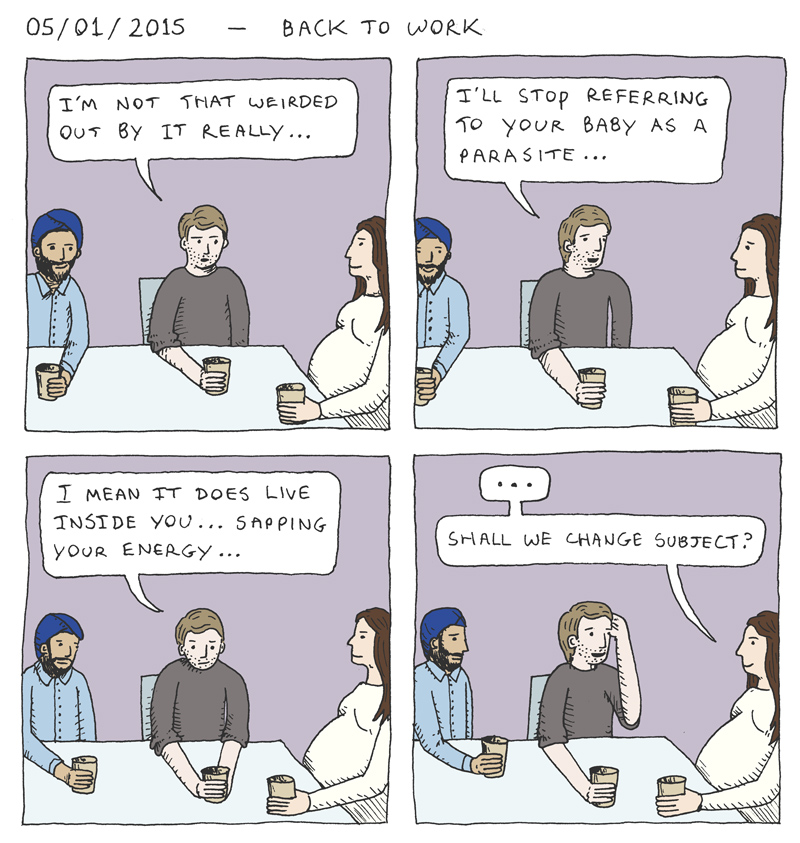 05/01/2015 — BACK TO WORK
I'M NOT THAT WEIRDED
OUT BY IT REALLY...
I'LL STOP REFERRING
TO YOUR BABY AS A
PARASITE...
I MEAN IT DOES LIVE
INSIDE YOU... SAPPING
YOUR ENERGY...
...
SHALL WE CHANGE SUBJECT?